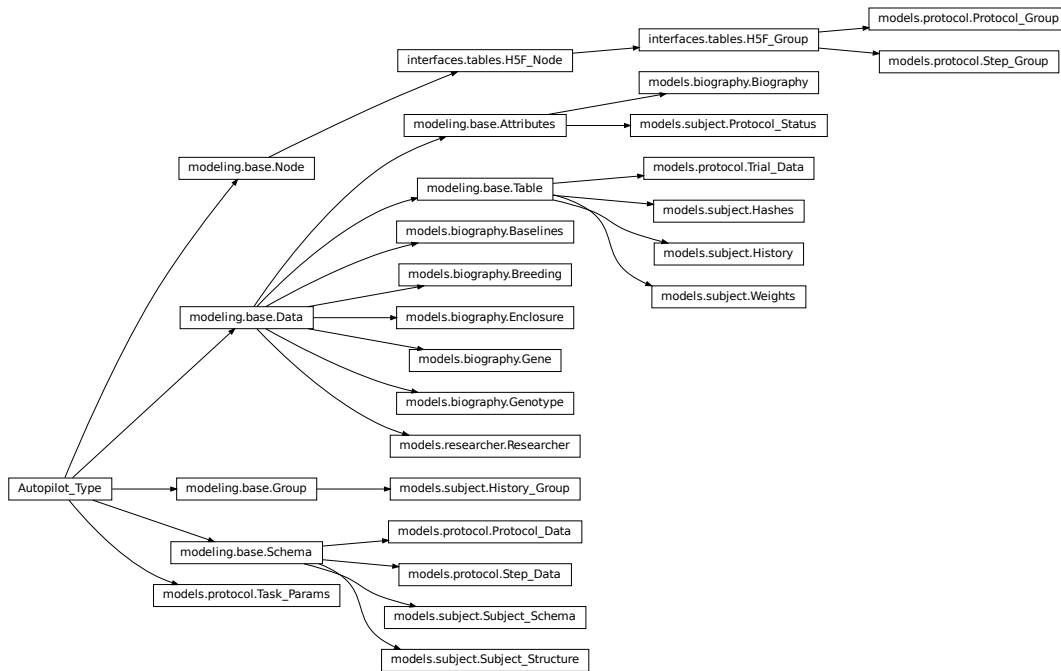 models.protocol.Protocol_Group
interfaces.tables.H5F_Group
interfaces.tables.H5F_Node
models.protocol.Step_Group
models.biography.Biography
modeling.base.Attributes
models.subject.Protocol_Status
modeling.base.Node
models.protocol.Trial_Data
modeling.base.Table
models.subject.Hashes
models.biography.Baselines
models.subject.History
models.biography.Breeding
models.subject.Weights
modeling.base.Data
models.biography.Enclosure
models.biography.Gene
models.biography.Genotype
models.researcher.Researcher
Autopilot_Type
modeling.base.Group
models.subject.History_Group
models.protocol.Protocol_Data
modeling.base.Schema
models.protocol.Step_Data
models.protocol.Task_Params
models.subject.Subject_Schema
models.subject.Subject_Structure